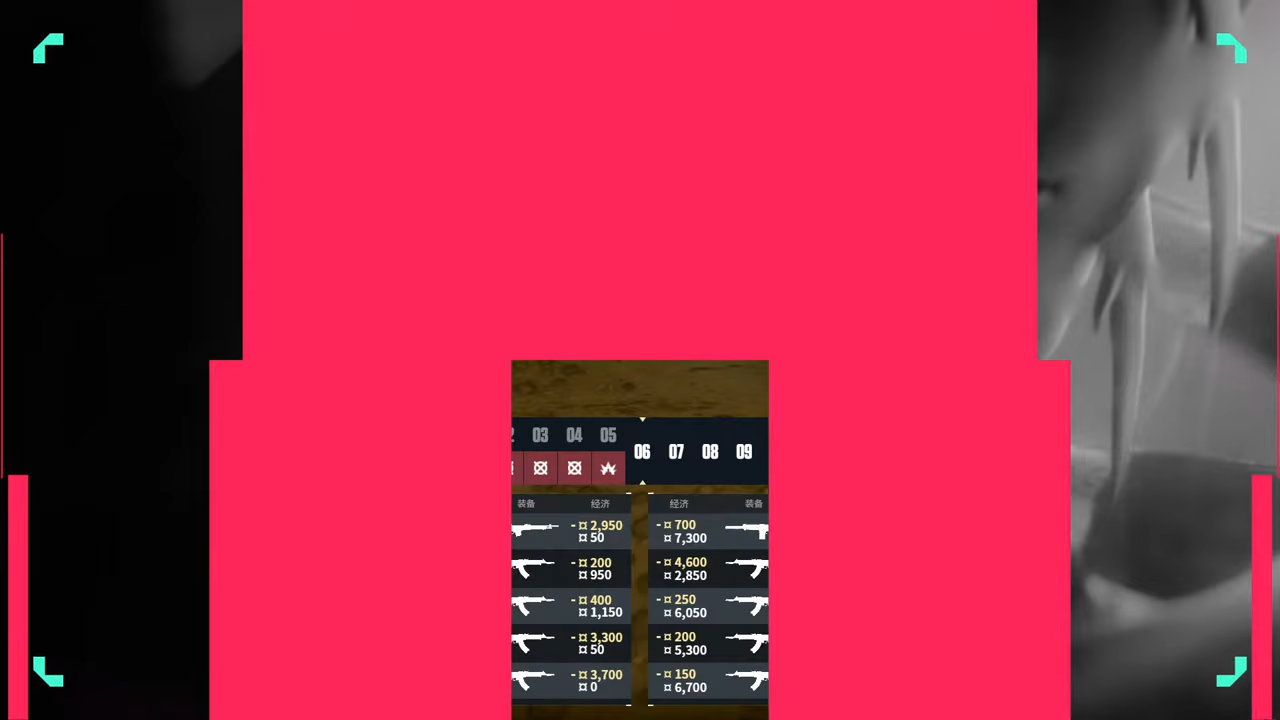 03 04 05 06 07 08 09
装备 经济 经济 装备
- ¤ 2,950 - ¤ 700
¤ 50 ¤ 7,300
- ¤ 200 - ¤ 4,600
¤ 950 ¤ 2,850
- ¤ 400 - ¤ 250
¤ 1,150 ¤ 6,050
- ¤ 3,300 - ¤ 200
¤ 50 ¤ 5,300
- ¤ 3,700 - ¤ 150
¤ 0 ¤ 6,700